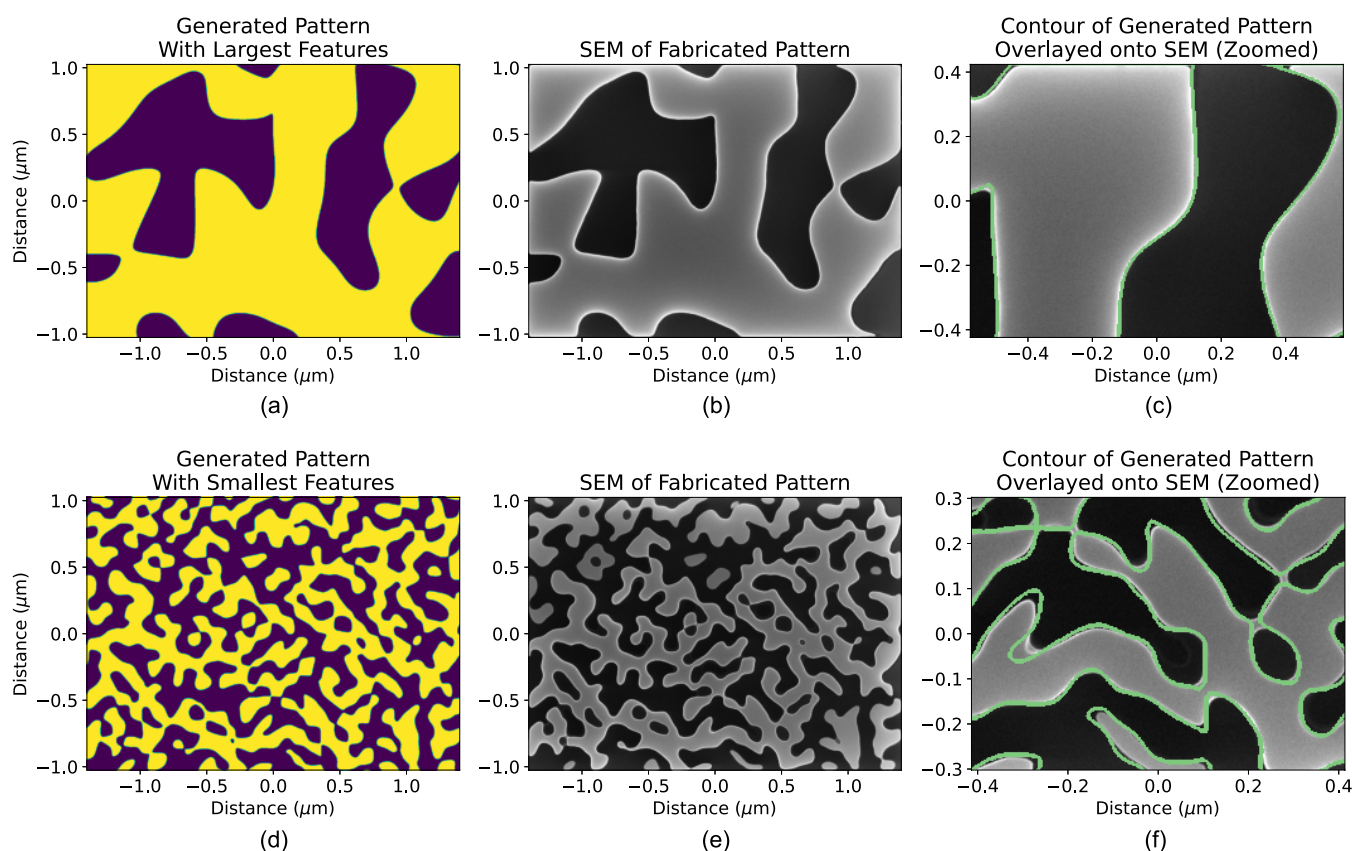 Generated Pattern
With Largest Features
SEM of Fabricated Pattern
Contour of Generated Pattern
Overlayed onto SEM (Zoomed)
Distance (μm)
1.0
0.5
0.0
−0.5
−1.0
−1.0 −0.5 0.0 0.5 1.0
Distance (μm)
(a)
1.0
0.5
0.0
−0.5
−1.0
−1.0 −0.5 0.0 0.5 1.0
Distance (μm)
(b)
0.4
0.2
0.0
−0.2
−0.4
−0.4 −0.2 0.0 0.2 0.4
Distance (μm)
(c)
Generated Pattern
With Smallest Features
SEM of Fabricated Pattern
Contour of Generated Pattern
Overlayed onto SEM (Zoomed)
Distance (μm)
1.0
0.5
0.0
−0.5
−1.0
−1.0 −0.5 0.0 0.5 1.0
Distance (μm)
(d)
1.0
0.5
0.0
−0.5
−1.0
−1.0 −0.5 0.0 0.5 1.0
Distance (μm)
(e)
0.3
0.2
0.1
0.0
−0.1
−0.2
−0.3
−0.4 −0.2 0.0 0.2 0.4
Distance (μm)
(f)